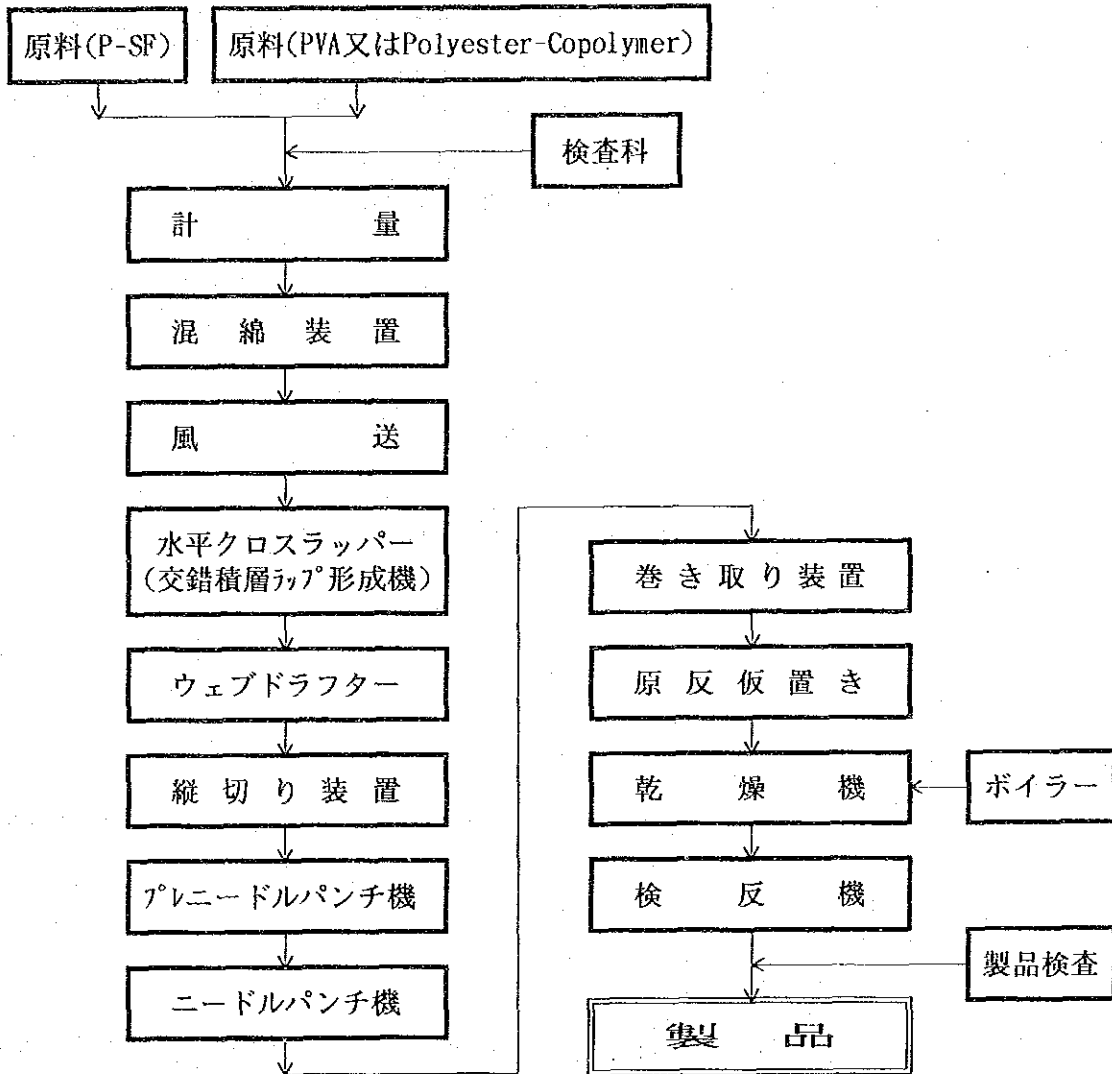 原料(P-SF)
原料(PVA又はPolyester-Copolymer)
検査科
計量
混綿装置
風送
水平クロスラッパー
(交錯積層ﾗｯﾌﾟ形成機)
ウェブドラフター
縦切り装置
ﾌﾟﾚニードルパンチ機
ニードルパンチ機
巻き取り装置
原反仮置き
乾燥機
ボイラー
検反機
製品検査
製品